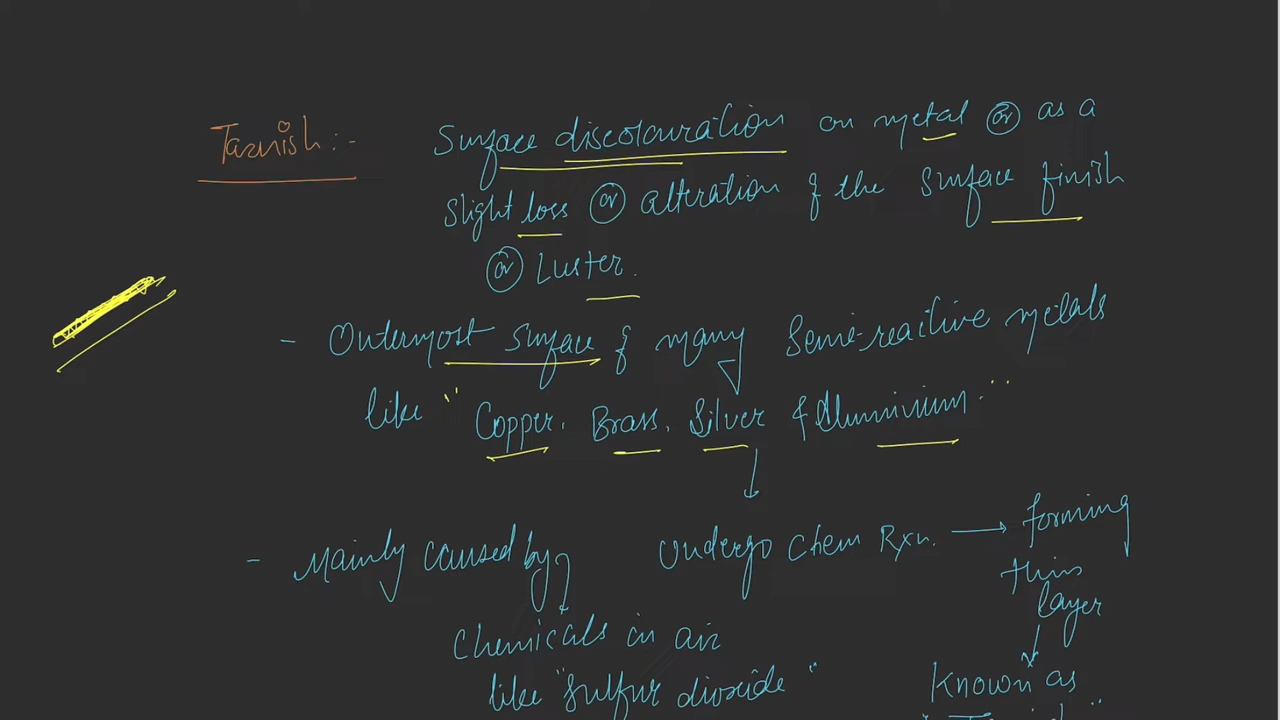 Tarnish :- Surface discolouration on metal or as a
slight loss or alteration of the surface finish
or Luster.
- Outermost surface of many Semi-reactive metals
like " Copper, Brass, Silver & Aluminium. "
- Mainly caused by
Chemicals in air
like "Sulfur dioxide"
Undergo Chem Rxn. → forming
thin
layer
Known as